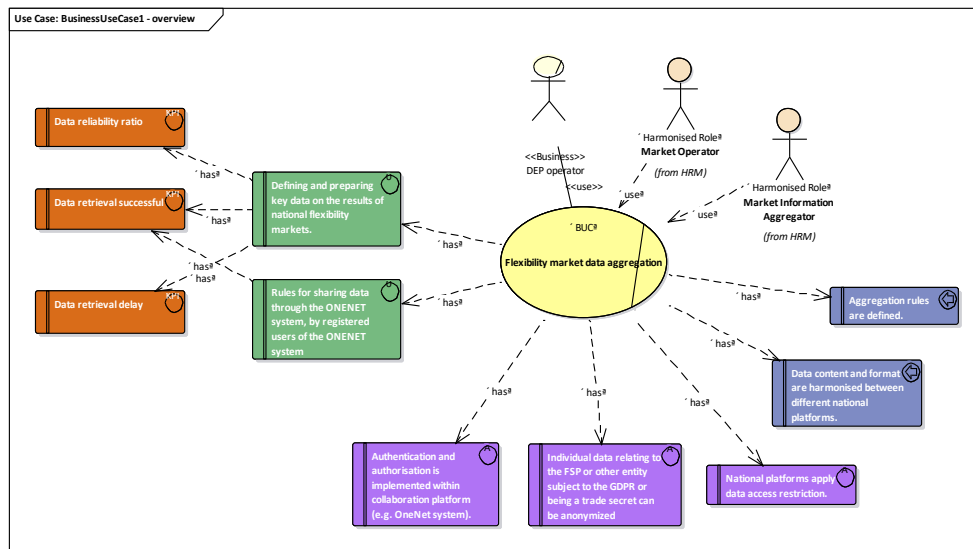 Use Case: BusinessUseCase1 - overview
KPI
Data reliability ratio
´ hasª
KPI
Data retrieval successful
´ hasª
KPI
Data retrieval delay
´ hasª
´ hasª
O
Defining and preparing
key data on the results of
national flexibility
markets.
O
Rules for sharing data
through the ONENET
system, by registered
users of the ONENET
system
´ hasª
´ hasª
<<Business>>
DEP operator
<<use>>
´ Harmonised Roleª
Market Operator
(from HRM)
´ useª
´ Harmonised Roleª
Market Information
Aggregator
(from HRM)
´ useª
´ BUCª
Flexibility market data aggregation
´ hasª
Aggregation rules
are defined.
´ hasª
Data content and format
are harmonised between
different national
platforms.
´ hasª
´ hasª
´ hasª
A
Authentication and
authorisation is
implemented within
collaboration platform
(e.g. OneNet system).
A
Individual data relating to
the FSP or other entity
subject to the GDPR or
being a trade secret can
be anonymized
A
National platforms apply
data access restriction.